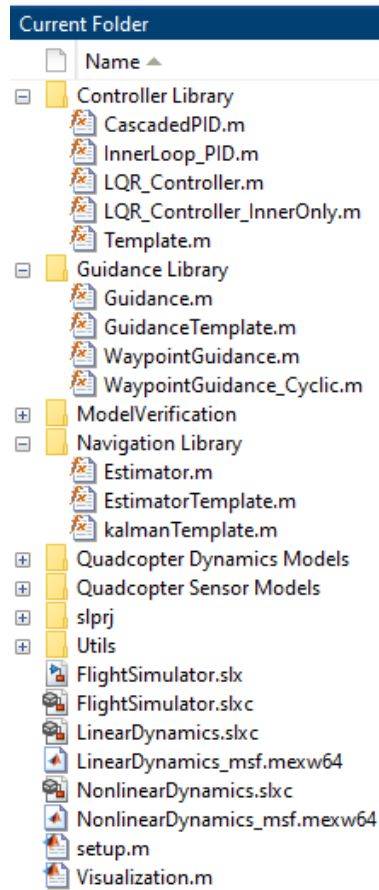 Current Folder
Name
Controller Library
CascadedPID.m
InnerLoop_PID.m
LQR_Controller.m
LQR_Controller_InnerOnly.m
Template.m
Guidance Library
Guidance.m
GuidanceTemplate.m
WaypointGuidance.m
WaypointGuidance_Cyclic.m
ModelVerification
Navigation Library
Estimator.m
EstimatorTemplate.m
kalmanTemplate.m
Quadcopter Dynamics Models
Quadcopter Sensor Models
slprj
Utils
FlightSimulator.slx
FlightSimulator.slxc
LinearDynamics.slxc
LinearDynamics_msf.mexw64
NonlinearDynamics.slxc
NonlinearDynamics_msf.mexw64
setup.m
Visualization.m